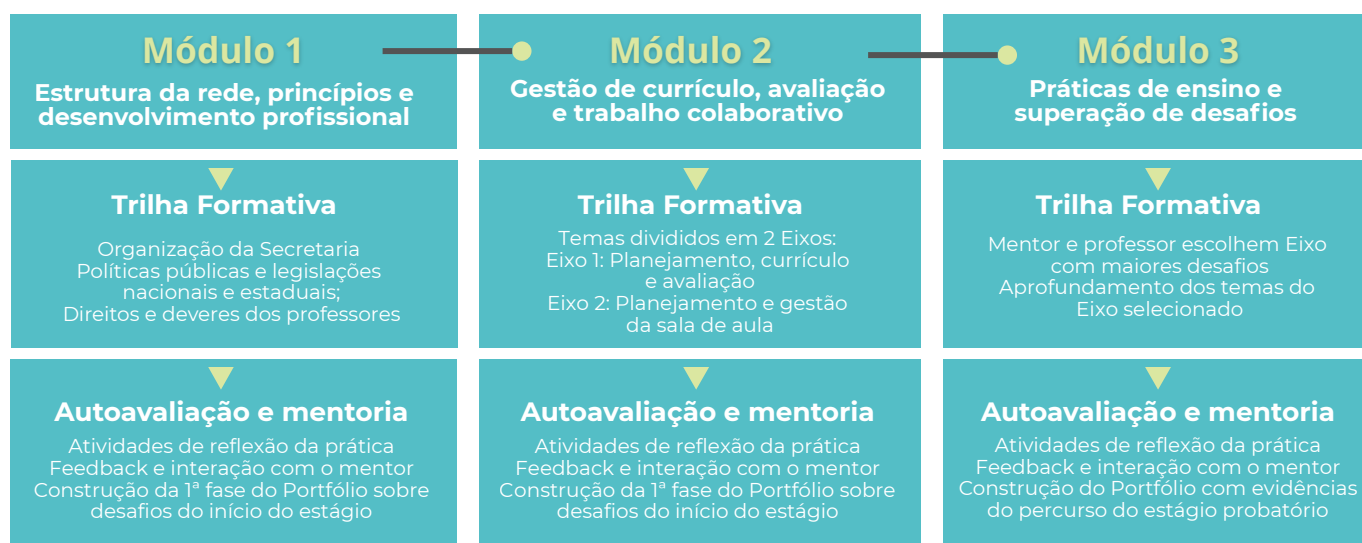 Módulo 1
Estrutura da rede, princípios e
desenvolvimento profissional
Trilha Formativa
Organização da Secretaria
Políticas públicas e legislações
nacionais e estaduais;
Direitos e deveres dos professores
Autoavaliação e mentoria
Atividades de reflexão da prática
Feedback e interação com o mentor
Construção da 1ª fase do Portfólio sobre
desafios do início do estágio
Módulo 2
Gestão de currículo, avaliação
e trabalho colaborativo
Trilha Formativa
Temas divididos em 2 Eixos:
Eixo 1: Planejamento, currículo
e avaliação
Eixo 2: Planejamento e gestão
da sala de aula
Autoavaliação e mentoria
Atividades de reflexão da prática
Feedback e interação com o mentor
Construção da 1ª fase do Portfólio sobre
desafios do início do estágio
Módulo 3
Práticas de ensino e
superação de desafios
Trilha Formativa
Mentor e professor escolhem Eixo
com maiores desafios
Aprofundamento dos temas do
Eixo selecionado
Autoavaliação e mentoria
Atividades de reflexão da prática
Feedback e interação com o mentor
Construção do Portfólio com evidências
do percurso do estágio probatório